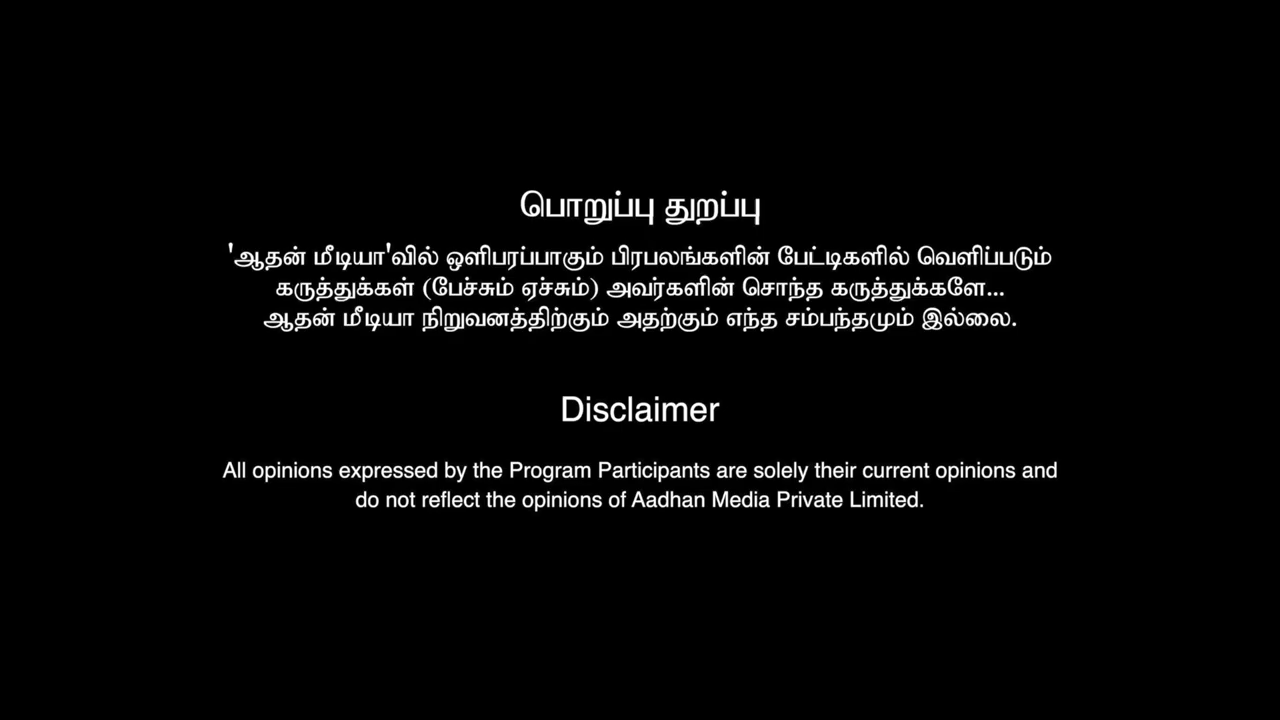 பொறுப்பு துறப்பு
'ஆதன் மீடியா'வில் ஒளிபரப்பாகும் பிரபலங்களின் பேட்டிகளில் வெளிப்படும்
கருத்துக்கள் (பேச்சும் ஏச்சும்) அவர்களின் சொந்த கருத்துக்களே...
ஆதன் மீடியா நிறுவனத்திற்கும் அதற்கும் எந்த சம்பந்தமும் இல்லை.
Disclaimer
All opinions expressed by the Program Participants are solely their current opinions and
do not reflect the opinions of Aadhan Media Private Limited.